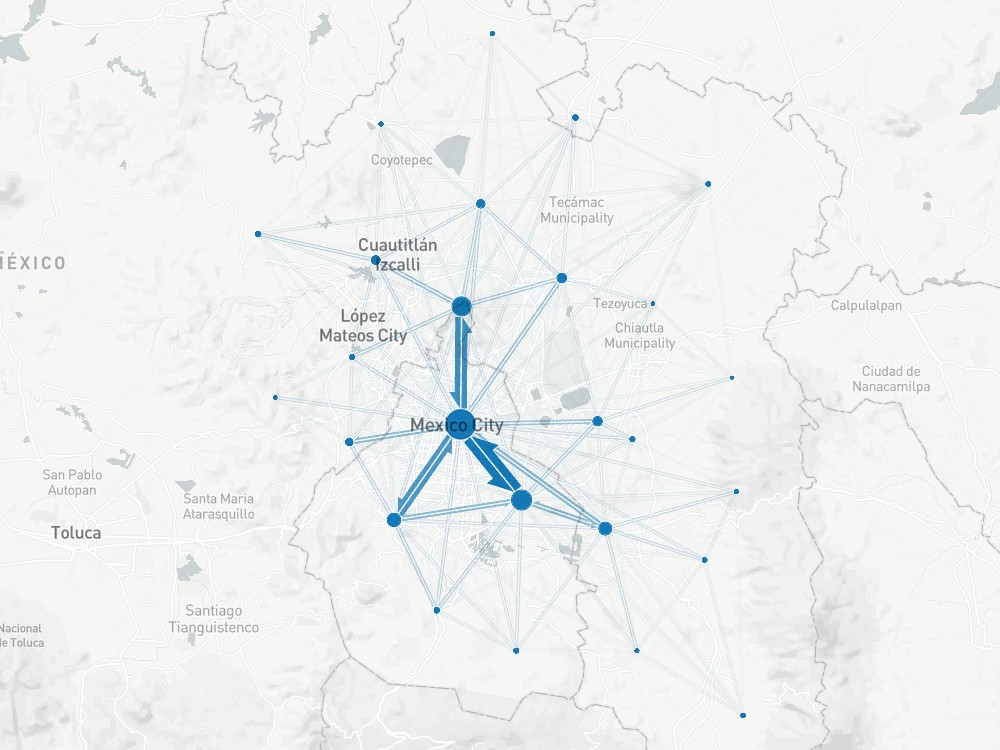 Coyotepec
Tecámac
Municipality
Cuautitlán
Izcalli
MÉXICO
Tezoyuca
Calpulalpan
López
Mateos City
Chiautla
Municipality
Ciudad de
Nanacamilpa
Mexico City
San Pablo
Autopan
Santa Maria
Atarasquillo
Toluca
Santiago
Tianguistenco
Nacional
de Toluca